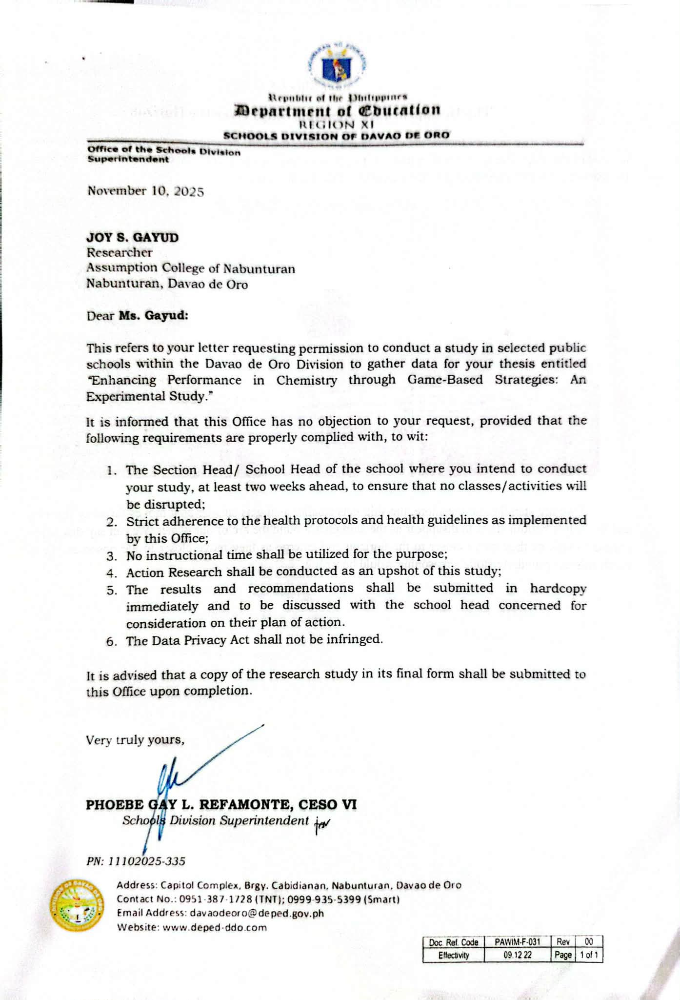 Republic of the Philippines
Department of Education
REGION XI
SCHOOLS DIVISION OF DAVAO DE ORO
Office of the Schools Division
Superintendent
November 10, 2025
JOY S. GAYUD
Researcher
Assumption College of Nabunturan
Nabunturan, Davao de Oro
Dear Ms. Gayud:
This refers to your letter requesting permission to conduct a study in selected public
schools within the Davao de Oro Division to gather data for your thesis entitled
“Enhancing Performance in Chemistry through Game-Based Strategies: An
Experimental Study.”
It is informed that this Office has no objection to your request, provided that the
following requirements are properly complied with, to wit:
1. The Section Head/ School Head of the school where you intend to conduct
your study, at least two weeks ahead, to ensure that no classes/activities will
be disrupted;
2. Strict adherence to the health protocols and health guidelines as implemented
by this Office;
3. No instructional time shall be utilized for the purpose;
4. Action Research shall be conducted as an upshot of this study;
5. The results and recommendations shall be submitted in hardcopy
immediately and to be discussed with the school head concerned for
consideration on their plan of action.
6. The Data Privacy Act shall not be infringed.
It is advised that a copy of the research study in its final form shall be submitted to
this Office upon completion.
Very truly yours,
PHOEBE GAY L. REFAMONTE, CESO VI
Schools Division Superintendent
PN: 11102025-335
Address: Capitol Complex, Brgy. Cabidianan, Nabunturan, Davao de Oro
Contact No.: 0951-387-1728 (TNT); 0999-935-5399 (Smart)
Email Address: davaodeoro@deped.gov.ph
Website: www.deped-ddo.com
Doc. Ref. Code PAWIM-F-031 Rev 00
Effectivity 09.12.22 Page 1 of 1